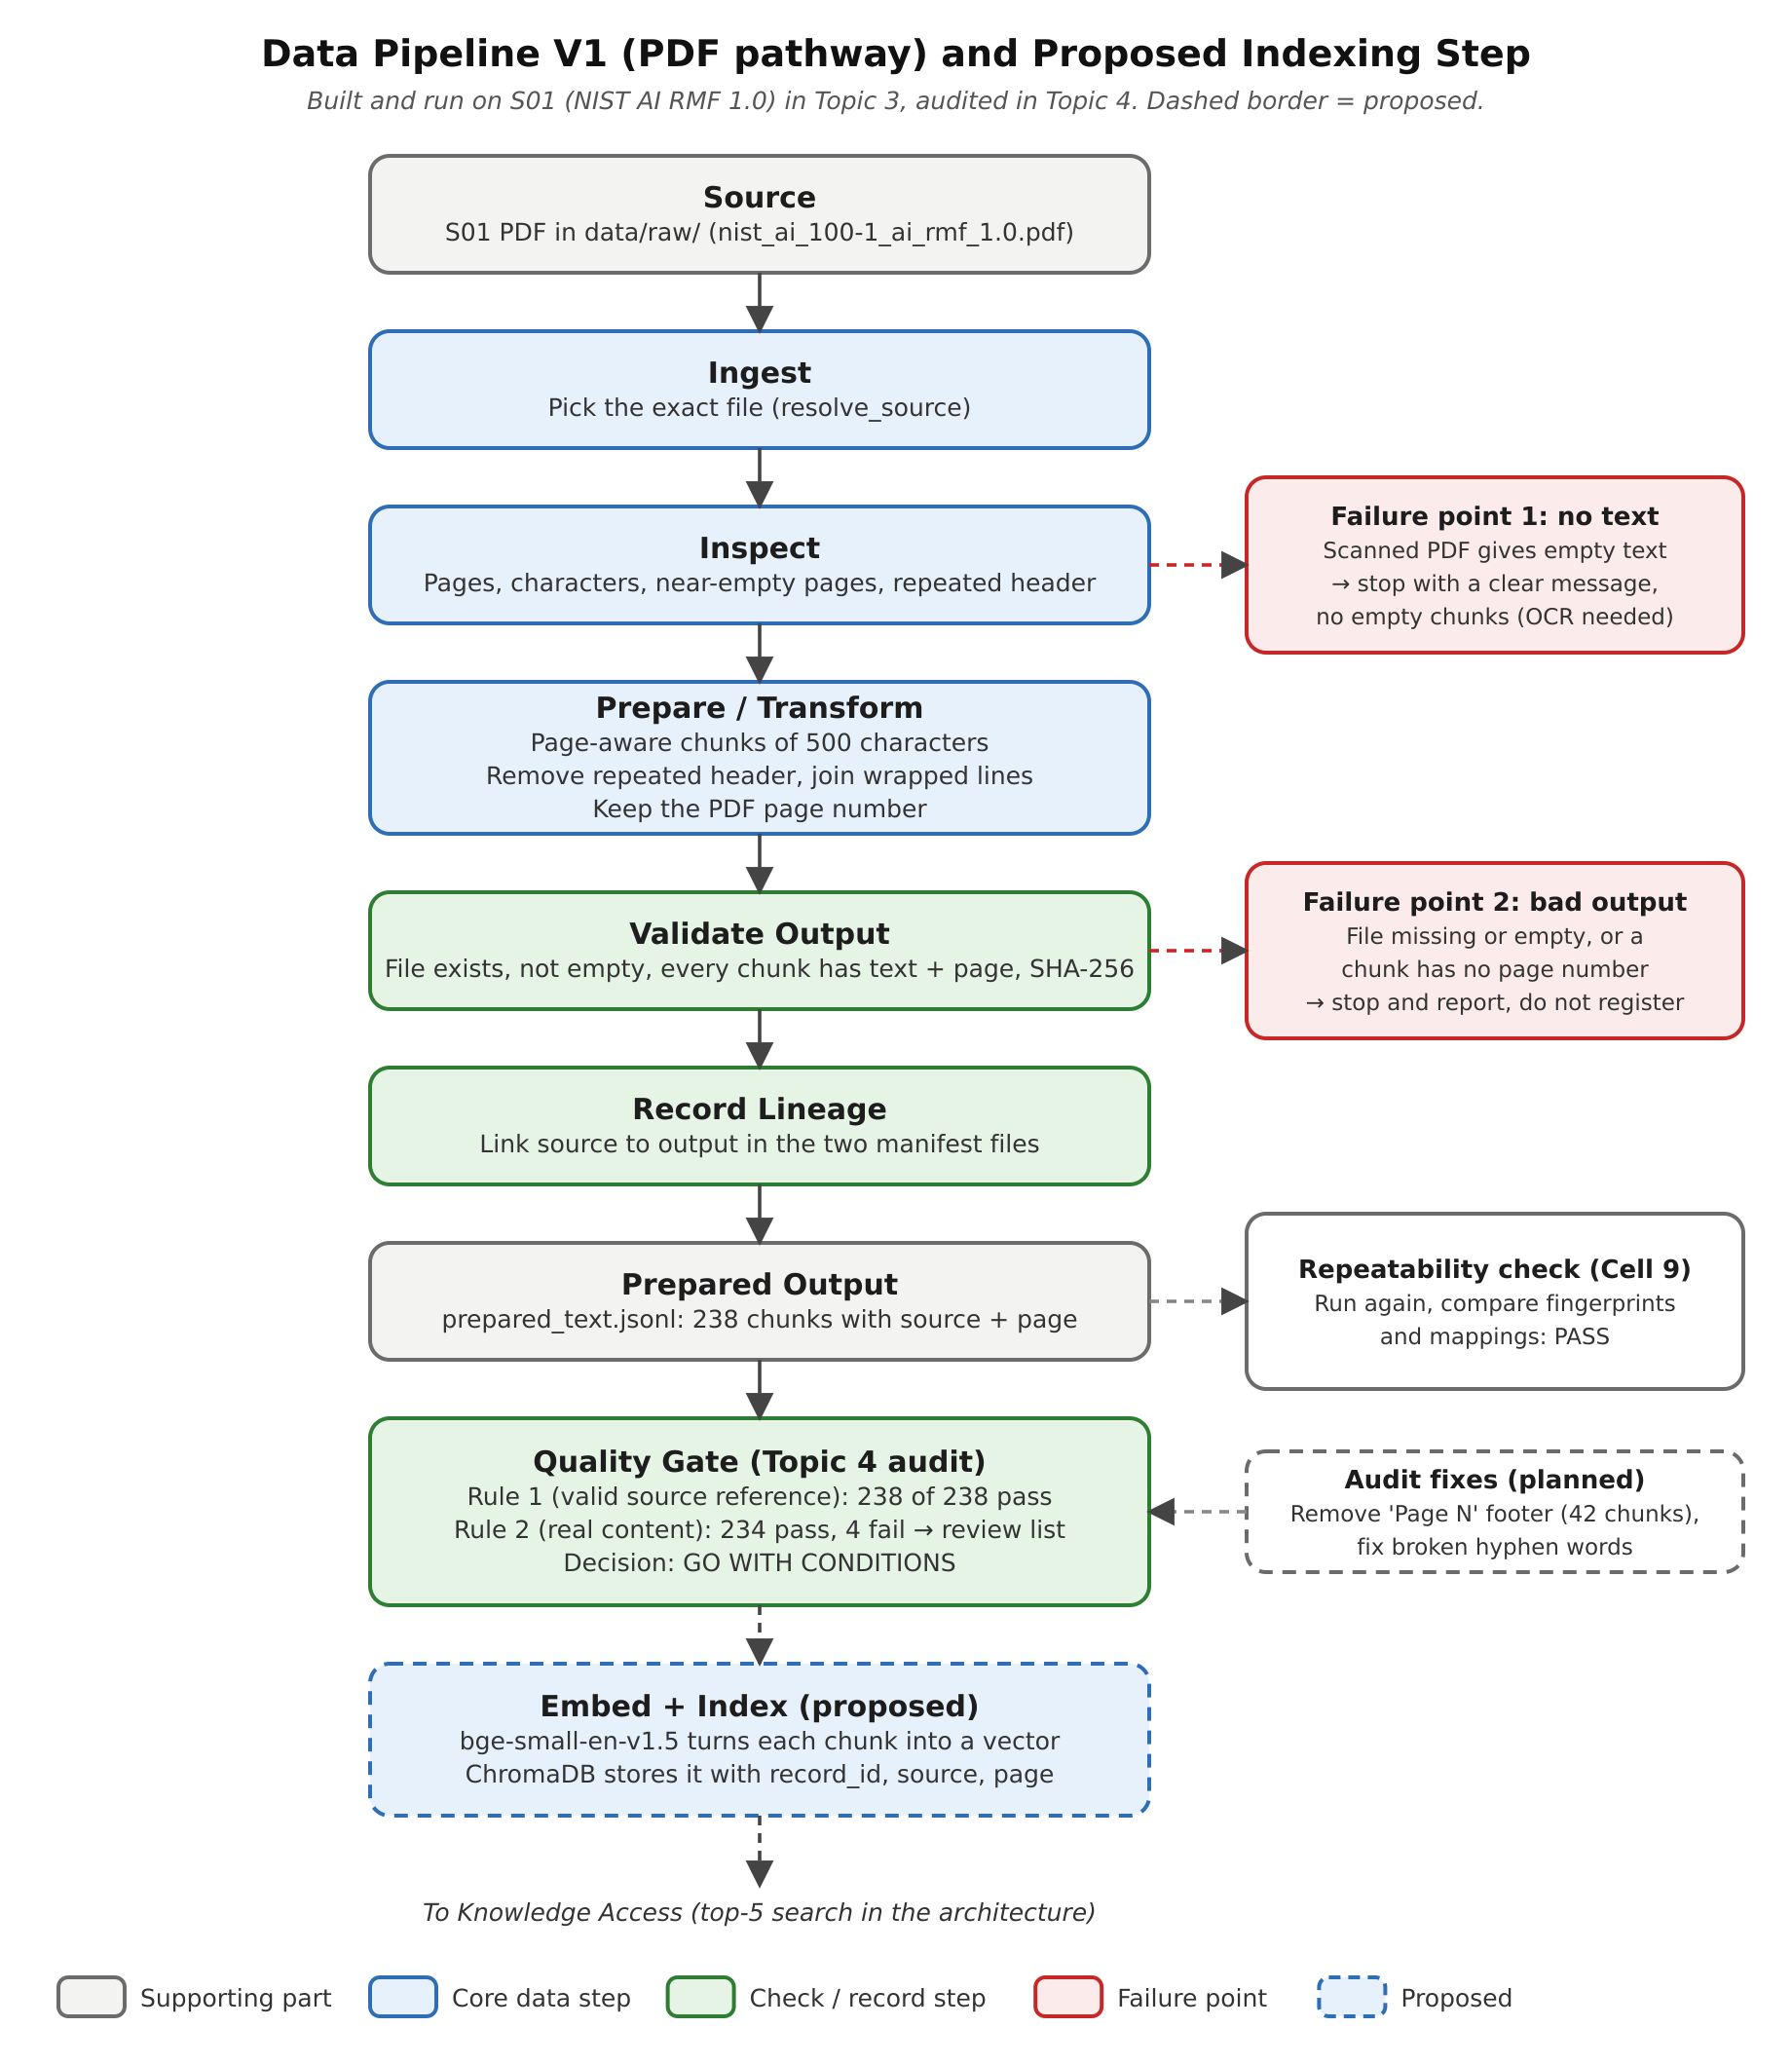 Data Pipeline V1 (PDF pathway) and Proposed Indexing Step
Built and run on S01 (NIST AI RMF 1.0) in Topic 3, audited in Topic 4. Dashed border = proposed.
Source
S01 PDF in data/raw/ (nist_ai_100-1_ai_rmf_1.0.pdf)
Ingest
Pick the exact file (resolve_source)
Inspect
Pages, characters, near-empty pages, repeated header
Failure point 1: no text
Scanned PDF gives empty text
→ stop with a clear message,
no empty chunks (OCR needed)
Prepare / Transform
Page-aware chunks of 500 characters
Remove repeated header, join wrapped lines
Keep the PDF page number
Validate Output
File exists, not empty, every chunk has text + page, SHA-256
Failure point 2: bad output
File missing or empty, or a
chunk has no page number
→ stop and report, do not register
Record Lineage
Link source to output in the two manifest files
Prepared Output
prepared_text.jsonl: 238 chunks with source + page
Repeatability check (Cell 9)
Run again, compare fingerprints
and mappings: PASS
Quality Gate (Topic 4 audit)
Rule 1 (valid source reference): 238 of 238 pass
Rule 2 (real content): 234 pass, 4 fail → review list
Decision: GO WITH CONDITIONS
Audit fixes (planned)
Remove 'Page N' footer (42 chunks),
fix broken hyphen words
Embed + Index (proposed)
bge-small-en-v1.5 turns each chunk into a vector
ChromaDB stores it with record_id, source, page
To Knowledge Access (top-5 search in the architecture)
Supporting part
Core data step
Check / record step
Failure point
Proposed